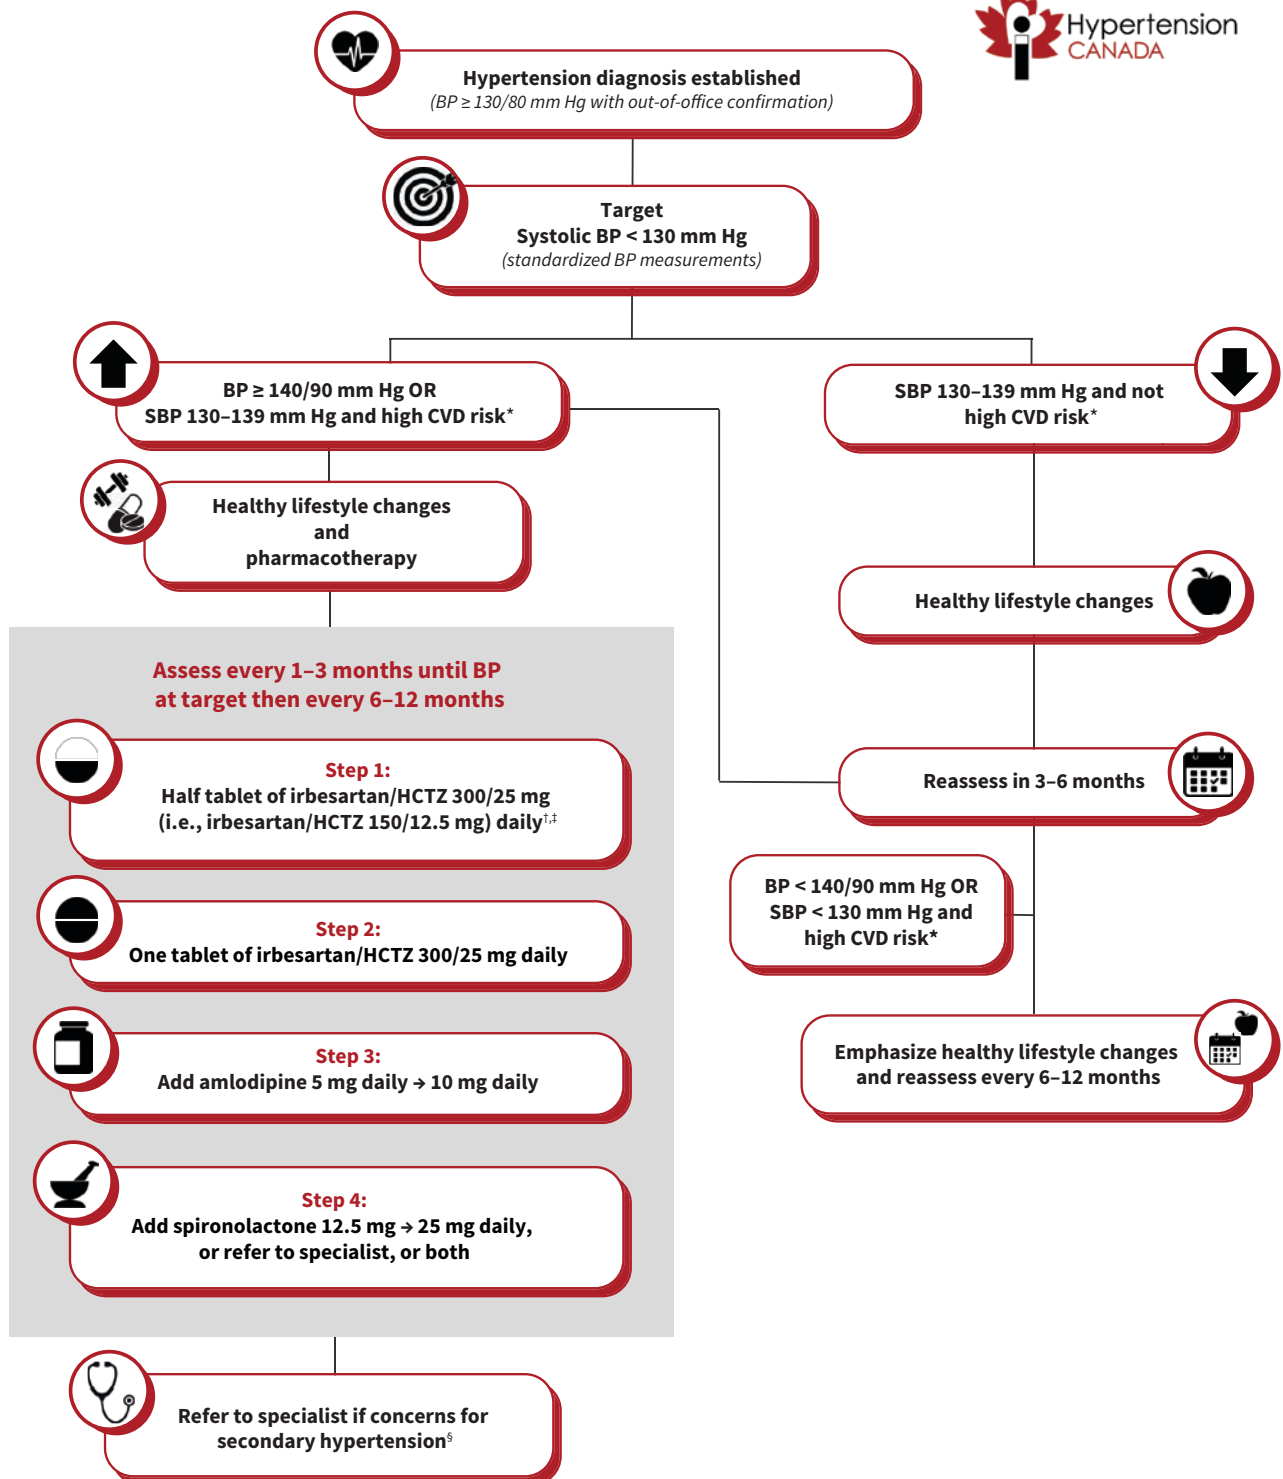 Hypertension
CANADA
Hypertension diagnosis established
(BP ≥ 130/80 mm Hg with out-of-office confirmation)
Target
Systolic BP < 130 mm Hg
(standardized BP measurements)
BP ≥ 140/90 mm Hg OR
SBP 130–139 mm Hg and high CVD risk*
SBP 130–139 mm Hg and not
high CVD risk*
Healthy lifestyle changes
and
pharmacotherapy
Healthy lifestyle changes
Assess every 1–3 months until BP
at target then every 6–12 months
Step 1:
Half tablet of irbesartan/HCTZ 300/25 mg
(i.e., irbesartan/HCTZ 150/12.5 mg) daily†,‡
Reassess in 3–6 months
BP < 140/90 mm Hg OR
SBP < 130 mm Hg and
high CVD risk*
Step 2:
One tablet of irbesartan/HCTZ 300/25 mg daily
Step 3:
Add amlodipine 5 mg daily → 10 mg daily
Emphasize healthy lifestyle changes
and reassess every 6–12 months
Step 4:
Add spironolactone 12.5 mg → 25 mg daily,
or refer to specialist, or both
Refer to specialist if concerns for
secondary hypertension§